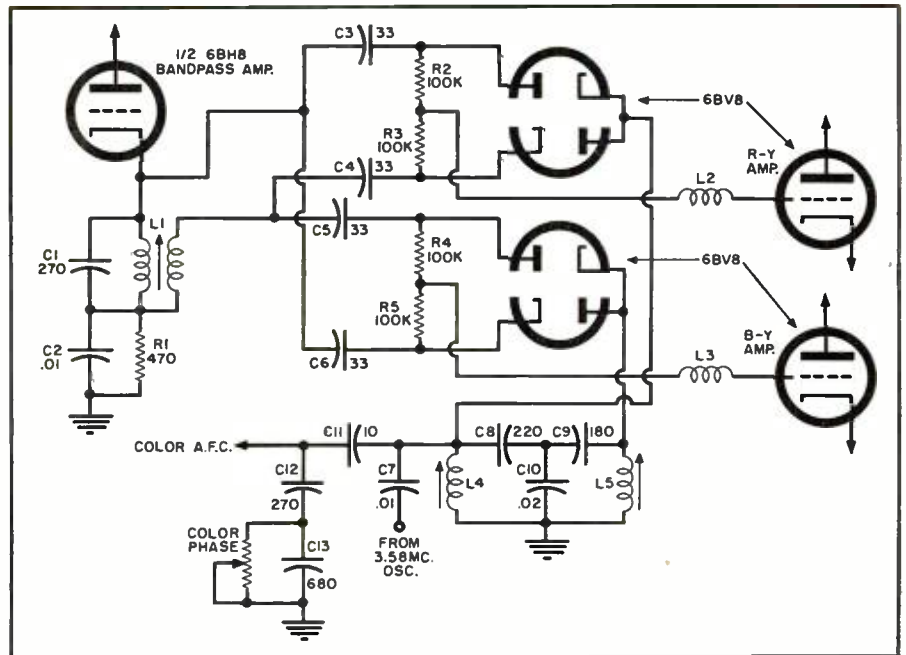 1/2 6BH8
BANDPASS AMP.
C3
33
R2
100K
R3
100K
C4
33
6BV8
R-Y
AMP.
L2
L1
C1
270
C5
33
R4
100K
R5
100K
6BV8
C2
.01
R1
470
C6
33
B-Y
AMP.
L3
COLOR A.F.C.
C11
10
C8
220
C9
180
C12
270
C7
.01
L4
C10
.02
L5
COLOR
PHASE
C13
680
FROM
3.58MC.
OSC.